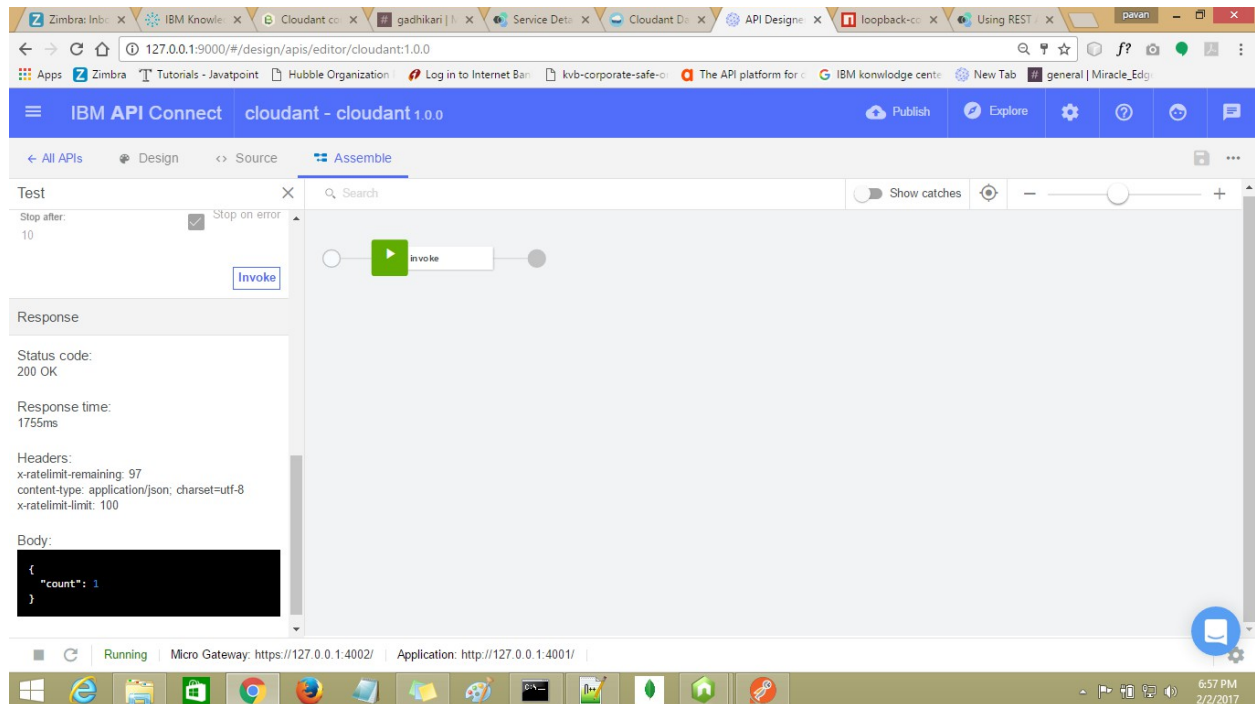 Zimbra: Inbo
IBM Knowle
Cloudant co
gadhikari | M
Service Deta
Cloudant Da
API Designe
loopback-co
Using REST A
pavan
127.0.0.1:9000/#/design/apis/editor/cloudant:1.0.0
f?
Apps
Zimbra
Tutorials - Javatpoint
Hubble Organization
Log in to Internet Ban
kvb-corporate-safe-o
The API platform for
IBM konwlodge cente
New Tab
general | Miracle_Edg
IBM API Connect
cloudant - cloudant 1.0.0
Publish
Explore
← All APIs
Design
<> Source
Assemble
Test
Search
Show catches
Stop after:
10
Stop on error
invoke
Invoke
Response
Status code:
200 OK
Response time:
1755ms
Headers:
x-ratelimit-remaining: 97
content-type: application/json; charset=utf-8
x-ratelimit-limit: 100
Body:
{
"count": 1
}
Running
Micro Gateway: https://127.0.0.1:4002/
Application: http://127.0.0.1:4001/
6:57 PM
2/2/2017